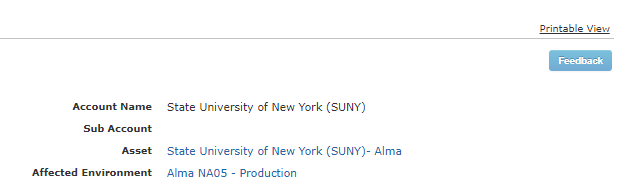 Printable View
Feedback
Account Name State University of New York (SUNY)
Sub Account
Asset State University of New York (SUNY)- Alma
Affected Environment Alma NA05 - Production